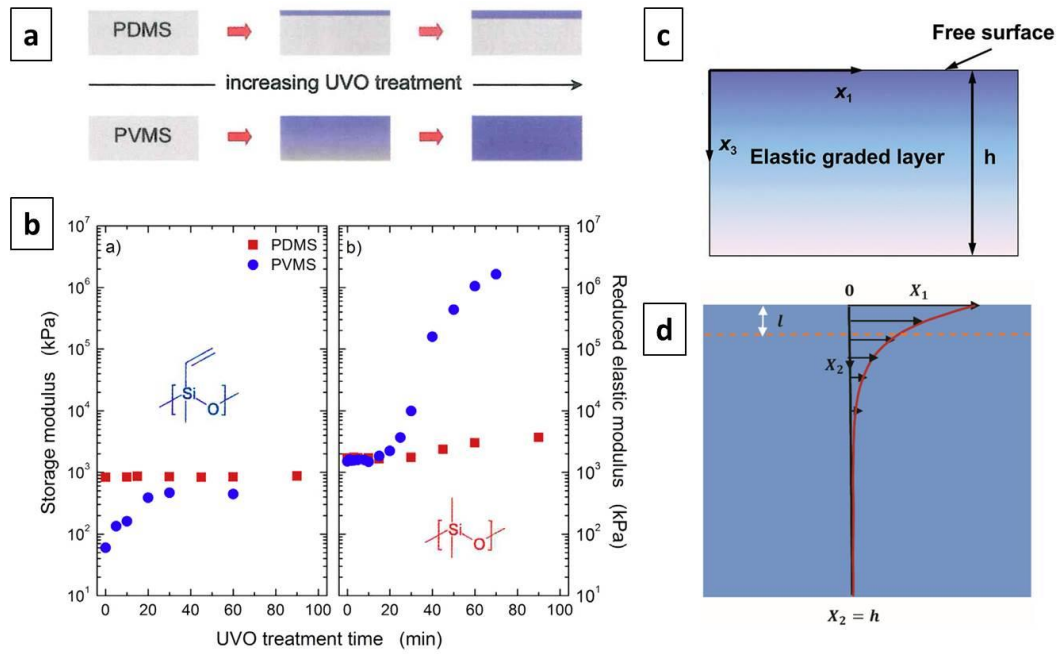 a
PDMS
increasing UVO treatment
PVMS
b
a)
PDMS
PVMS
b)
10⁷
10⁶
10⁵
10⁴
10³
10²
10¹
Storage modulus (kPa)
Si
O
0 20 40 60 80 100
Si
O
0 20 40 60 80 100
10⁷
10⁶
10⁵
10⁴
10³
10²
10¹
Reduced elastic modulus (kPa)
UVO treatment time (min)
c
Free surface
x₁
x₃
Elastic graded layer
h
d
0
X₁
l
X₂
X₂ = h